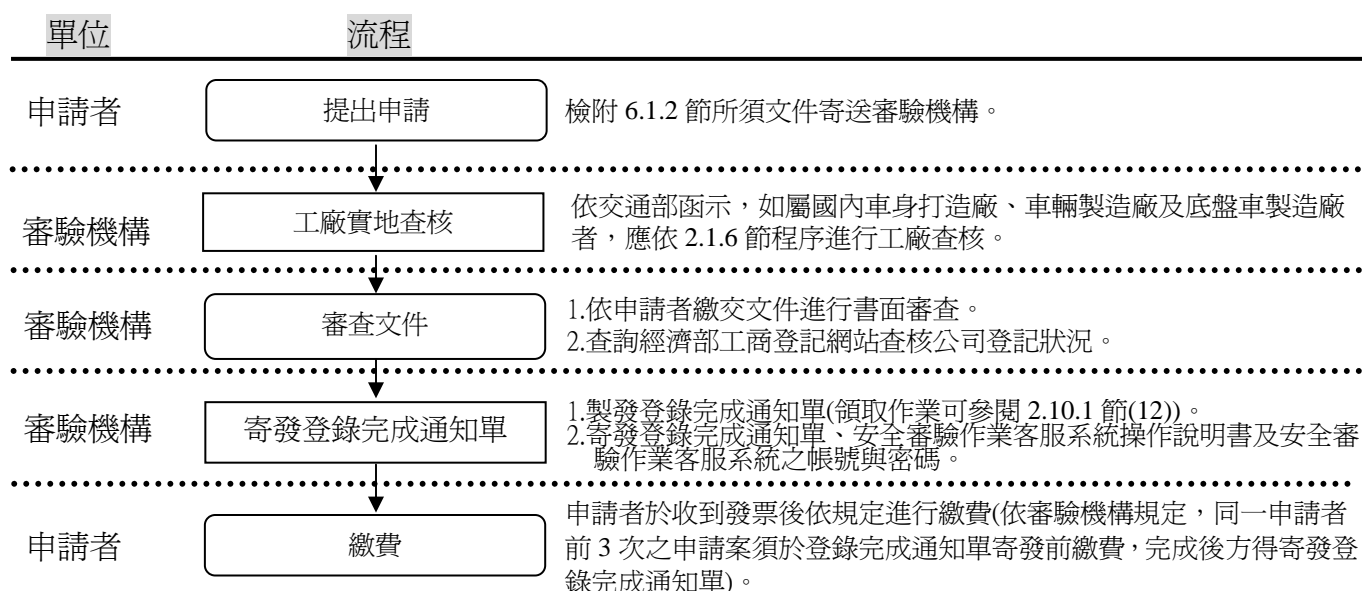 單位 流程
申請者 提出申請 檢附 6.1.2 節所須文件寄送審驗機構。
審驗機構 工廠實地查核 依交通部函示，如屬國內車身打造廠、車輛製造廠及底盤車製造廠
者，應依 2.1.6 節程序進行工廠查核。
審驗機構 審查文件 1.依申請者繳交文件進行書面審查。
2.查詢經濟部工商登記網站查核公司登記狀況。
審驗機構 寄發登錄完成通知單 1.製發登錄完成通知單(領取作業可參閱 2.10.1 節(12))。
2.寄發登錄完成通知單、安全審驗作業客服系統操作說明書及安全審
驗作業客服系統之帳號與密碼。
申請者 繳費 申請者於收到發票後依規定進行繳費(依審驗機構規定，同一申請者
前 3 次之申請案須於登錄完成通知單寄發前繳費，完成後方得寄發登
錄完成通知單)。